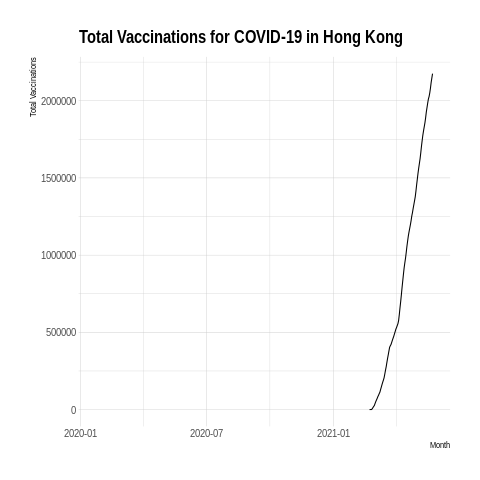 Total Vaccinations for COVID-19 in Hong Kong
Total Vaccinations
2000000
1500000
1000000
500000
0
2020-01
2020-07
2021-01
Month